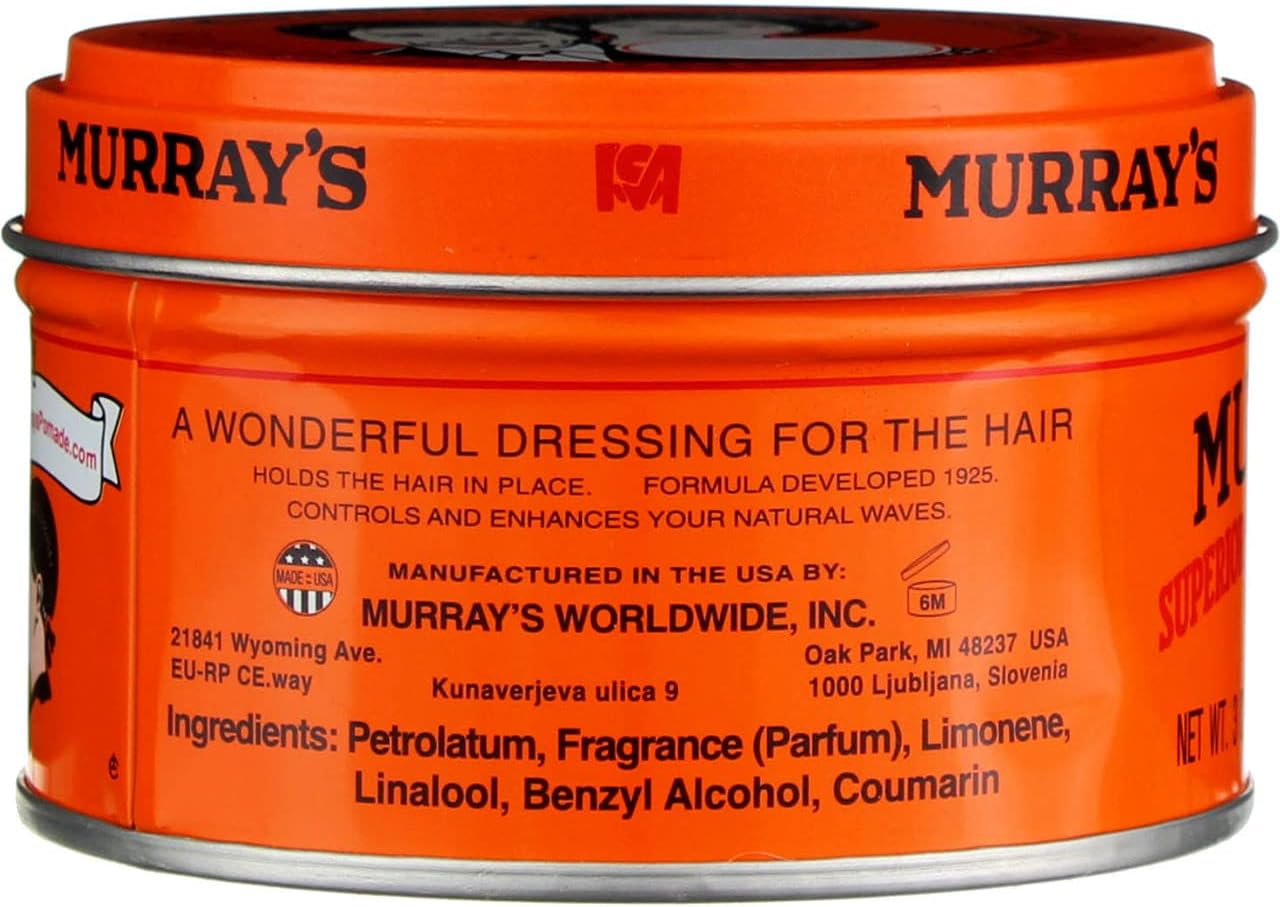 MURRAY'S MURRAY'S
Pomade.com
A WONDERFUL DRESSING FOR THE HAIR
HOLDS THE HAIR IN PLACE. FORMULA DEVELOPED 1925.
CONTROLS AND ENHANCES YOUR NATURAL WAVES.
MADE IN USA
MANUFACTURED IN THE USA BY:
6M
MURRAY'S WORLDWIDE, INC.
21841 Wyoming Ave. Oak Park, MI 48237 USA
EU-RP CE.way Kunaverjeva ulica 9 1000 Ljubljana, Slovenia
Ingredients: Petrolatum, Fragrance (Parfum), Limonene,
Linalool, Benzyl Alcohol, Coumarin
NET WT. 3